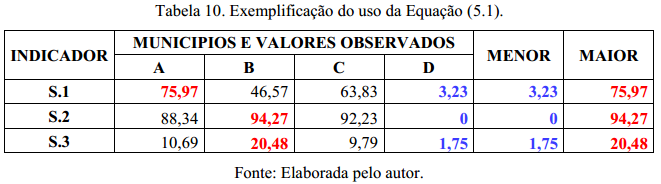 Tabela 10. Exemplificação do uso da Equação (5.1).
INDICADOR MUNICIPIOS E VALORES OBSERVADOS MENOR MAIOR
A B C D
S.1 75,97 46,57 63,83 3,23 3,23 75,97
S.2 88,34 94,27 92,23 0 0 94,27
S.3 10,69 20,48 9,79 1,75 1,75 20,48
Fonte: Elaborada pelo autor.